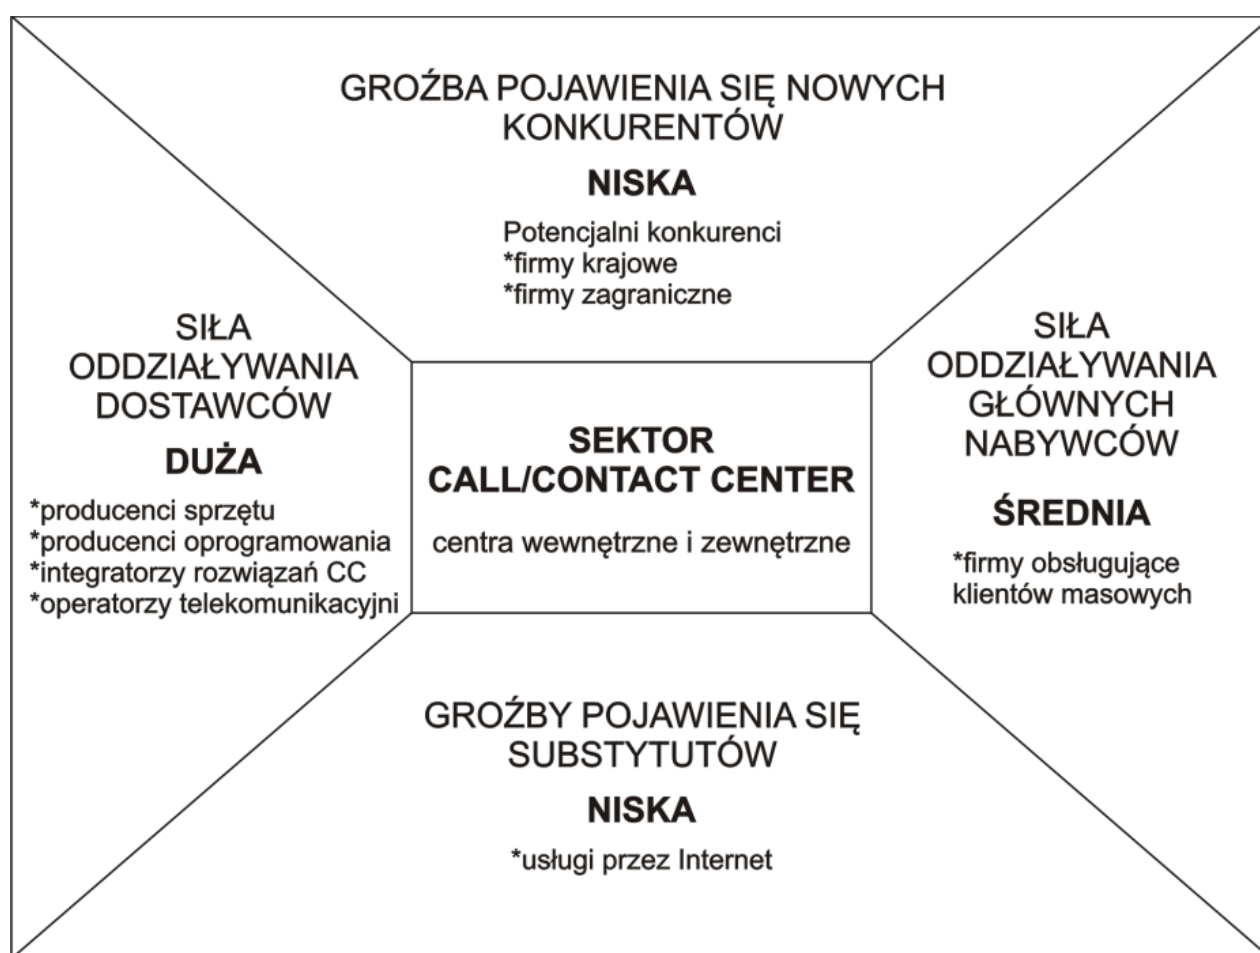 GROŹBA POJAWIENIA SIĘ NOWYCH
KONKURENTÓW
NISKA
Potencjalni konkurenci
*firmy krajowe
*firmy zagraniczne
SIŁA
ODDZIAŁYWANIA
DOSTAWCÓW
DUŻA
*producenci sprzętu
*producenci oprogramowania
*integratorzy rozwiązań CC
*operatorzy telekomunikacyjni
SEKTOR
CALL/CONTACT CENTER
centra wewnętrzne i zewnętrzne
SIŁA
ODDZIAŁYWANIA
GŁÓWNYCH
NABYWCÓW
ŚREDNIA
*firmy obsługujące
klientów masowych
GROŹBY POJAWIENIA SIĘ
SUBSTYTUTÓW
NISKA
*usługi przez Internet